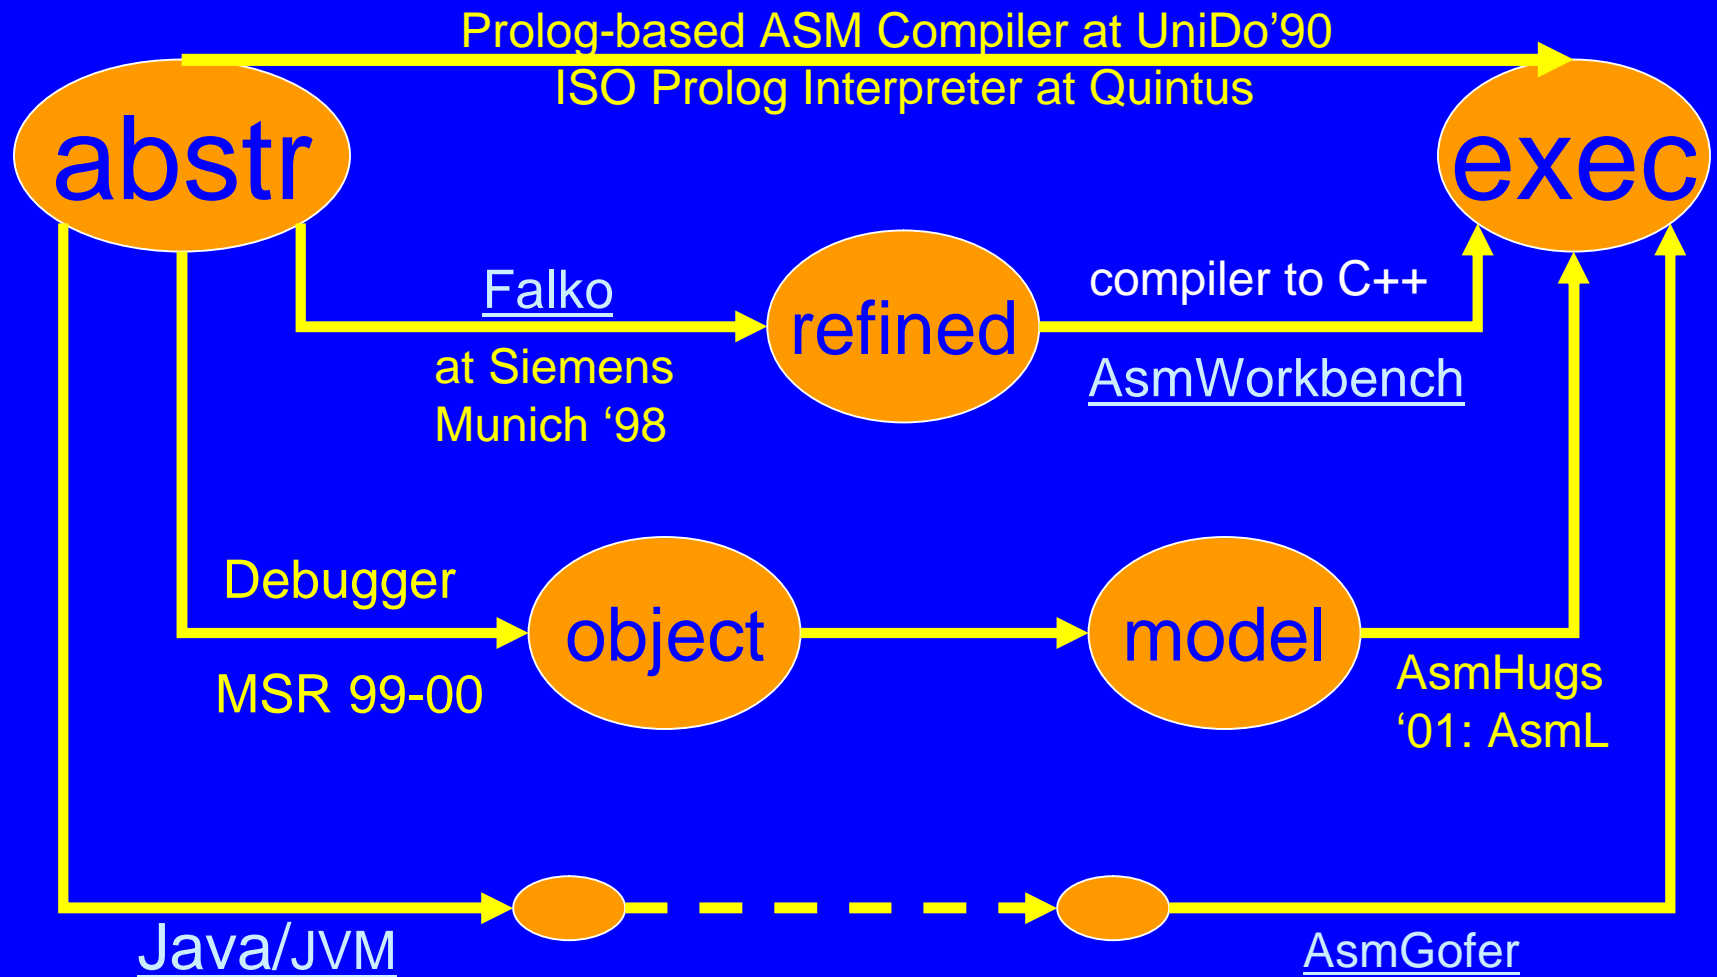 Prolog-based ASM Compiler at UniDo’90
ISO Prolog Interpreter at Quintus
abstr
exec
Falko
at Siemens
Munich ‘98
refined
compiler to C++
AsmWorkbench
Debugger
MSR 99-00
object
model
AsmHugs
‘01: AsmL
Java/JVM
AsmGofer